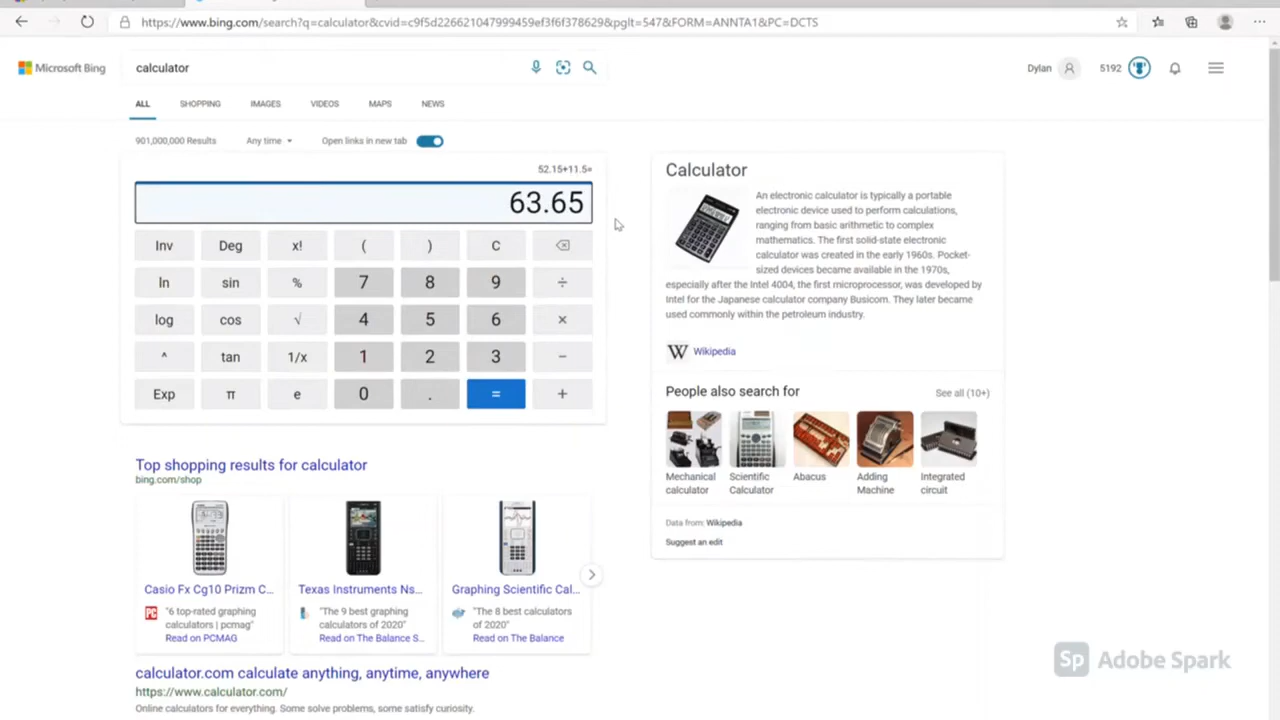 https://www.bing.com/search?q=calculator&cvid=c9f5d226621047999459ef3f6f378629&pglt=547&FORM=ANNTA1&PC=DCTS
Microsoft Bing
calculator
Dylan
5192
ALL
SHOPPING
IMAGES
VIDEOS
MAPS
NEWS
901,000,000 Results
Any time
Open links in new tab
52.15+11.5=
63.65
Inv Deg x! ( ) C
ln sin % 7 8 9 ÷
log cos √ 4 5 6 ×
^ tan 1/x 1 2 3 −
Exp π e 0 . = +
Calculator
An electronic calculator is typically a portable
electronic device used to perform calculations,
ranging from basic arithmetic to complex
mathematics. The first solid-state electronic
calculator was created in the early 1960s. Pocket-
sized devices became available in the 1970s,
especially after the Intel 4004, the first microprocessor, was developed by
Intel for the Japanese calculator company Busicom. They later became
used commonly within the petroleum industry.
W Wikipedia
People also search for
See all (10+)
Mechanical
calculator
Scientific
Calculator
Abacus
Adding
Machine
Integrated
circuit
Data from: Wikipedia
Suggest an edit
Top shopping results for calculator
bing.com/shop
Casio Fx Cg10 Prizm C...
PC
"6 top-rated graphing
calculators | pcmag"
Read on PCMAG
Texas Instruments Ns...
"The 9 best graphing
calculators of 2020"
Read on The Balance S...
Graphing Scientific Cal...
"The 8 best calculators
of 2020"
Read on The Balance
calculator.com calculate anything, anytime, anywhere
https://www.calculator.com/
Online calculators for everything. Some solve problems, some satisfy curiosity.
Sp Adobe Spark